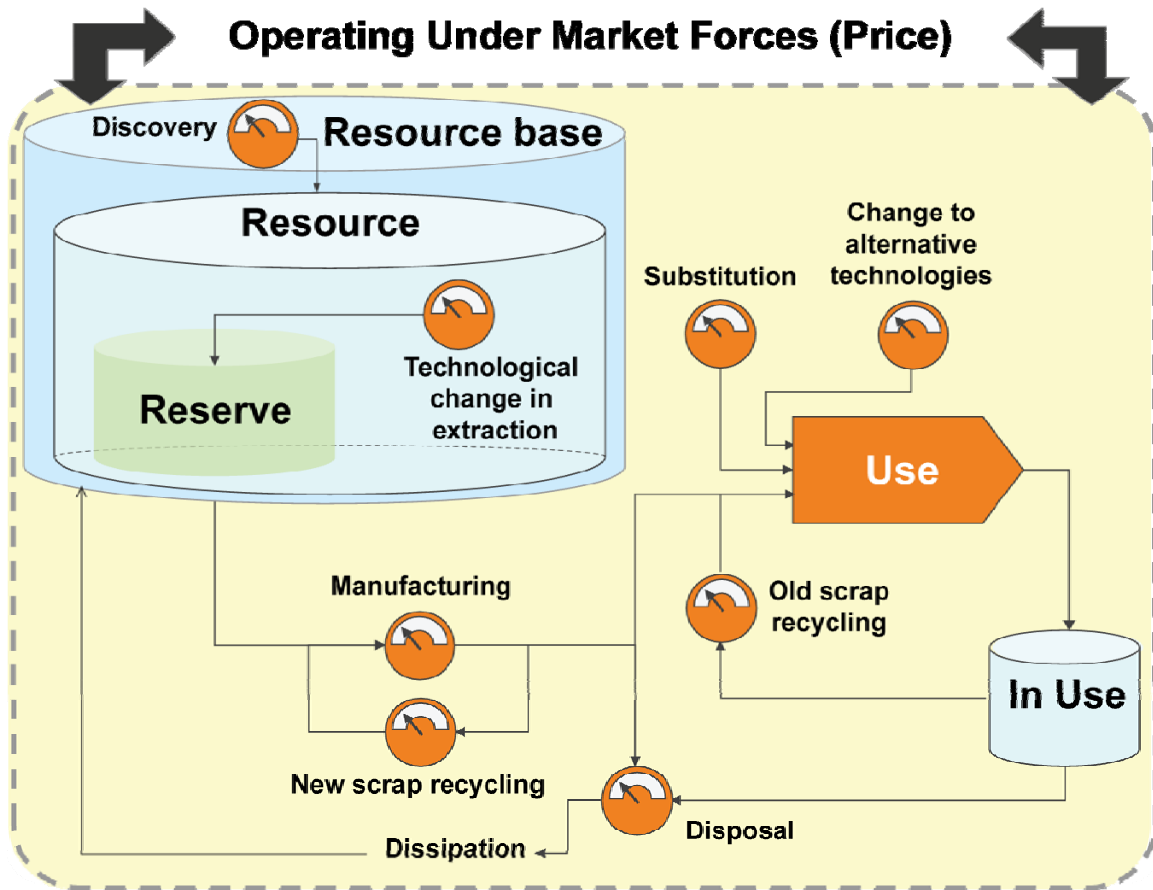 Operating Under Market Forces (Price)
Discovery
Resource base
Resource
Change to
alternative
technologies
Substitution
Technological
change in
extraction
Reserve
Use
Manufacturing
Old scrap
recycling
In Use
New scrap recycling
Disposal
Dissipation